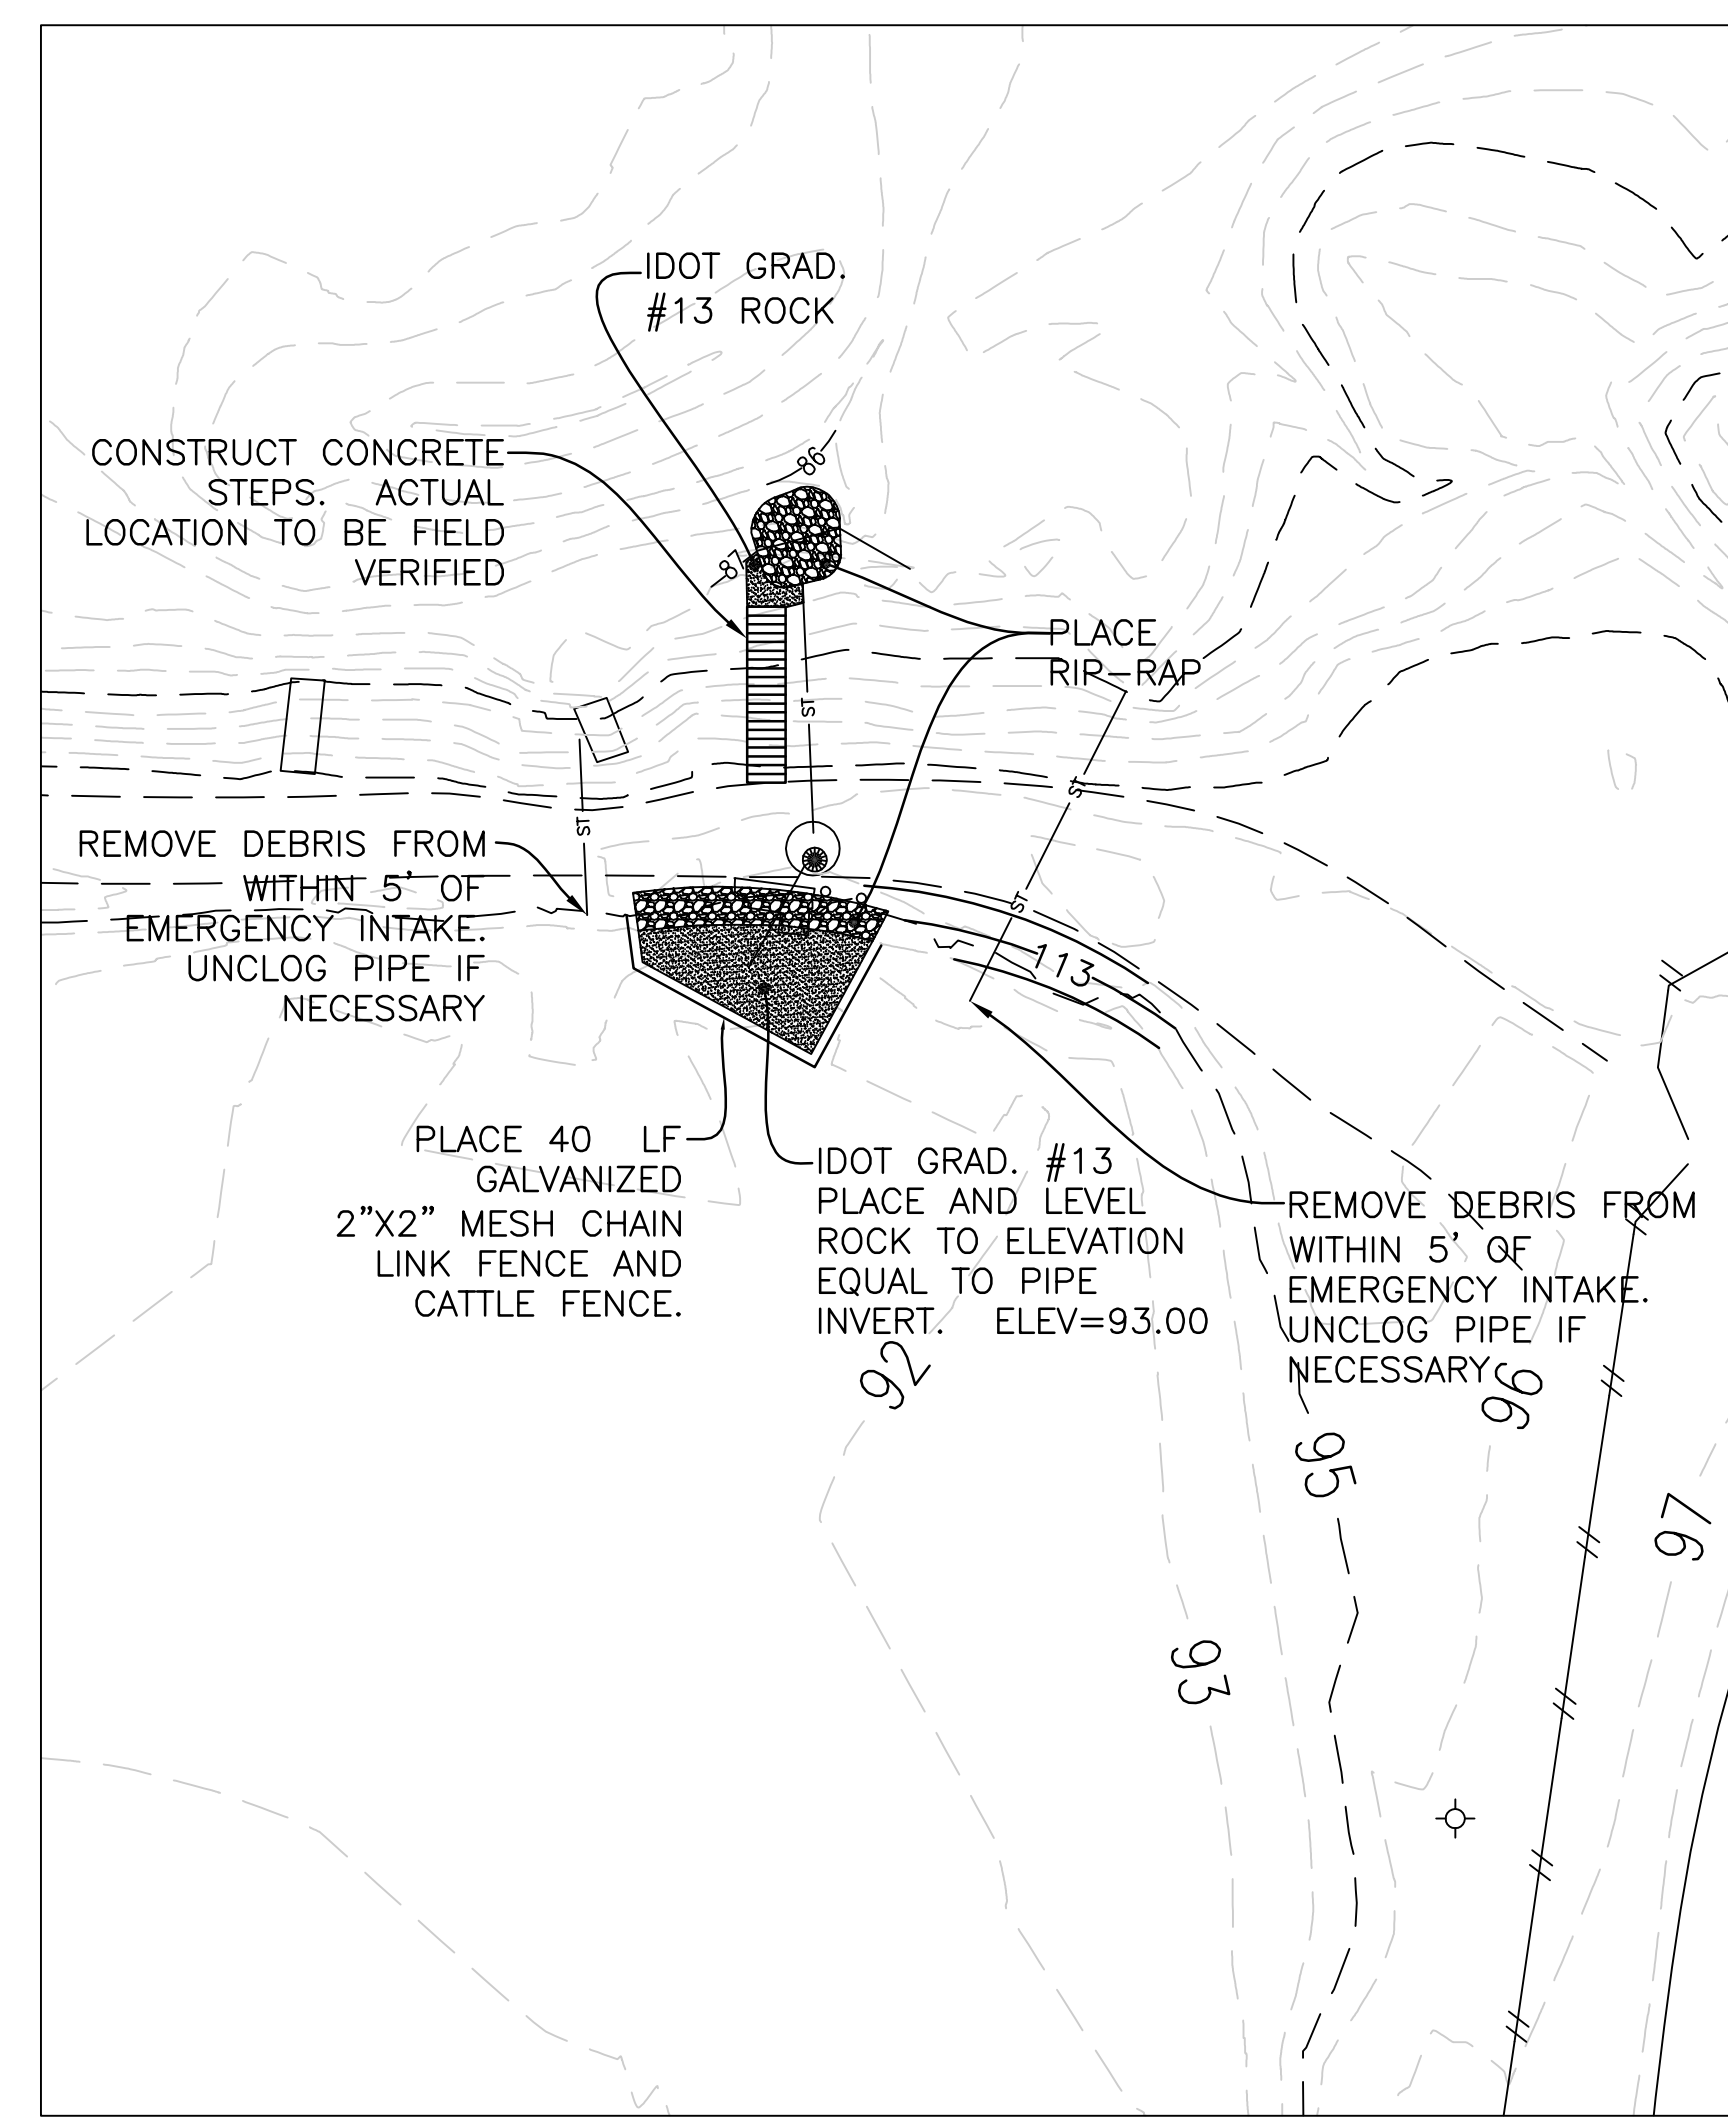 IDOT GRAD.
#13 ROCK
CONSTRUCT CONCRETE
STEPS. ACTUAL
LOCATION TO BE FIELD
VERIFIED
86
87
PLACE
RIP-RAP
ST
ST
ST
ST
REMOVE DEBRIS FROM
WITHIN 5' OF
EMERGENCY INTAKE.
UNCLOG PIPE IF
NECESSARY
113
PLACE 40 LF
GALVANIZED
2"X2" MESH CHAIN
LINK FENCE AND
CATTLE FENCE.
IDOT GRAD. #13
PLACE AND LEVEL
ROCK TO ELEVATION
EQUAL TO PIPE
INVERT. ELEV=93.00
REMOVE DEBRIS FROM
WITHIN 5' OF
EMERGENCY INTAKE.
UNCLOG PIPE IF
NECESSARY
92
96
95
97
93